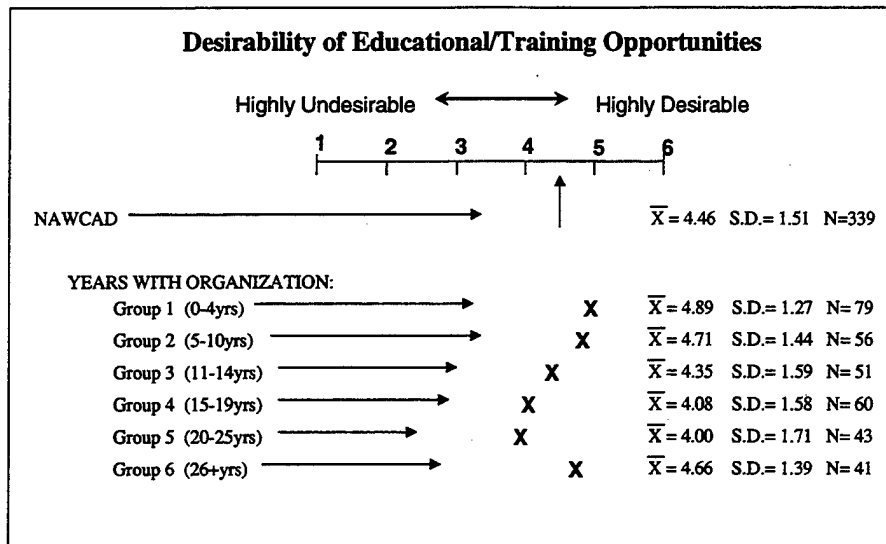 Desirability of Educational/Training Opportunities
Highly Undesirable Highly Desirable
1 2 3 4 5 6
NAWCAD X̅ = 4.46 S.D.= 1.51 N=339
YEARS WITH ORGANIZATION:
Group 1 (0-4yrs) X X̅ = 4.89 S.D.= 1.27 N= 79
Group 2 (5-10yrs) X X̅ = 4.71 S.D.= 1.44 N= 56
Group 3 (11-14yrs) X X̅ = 4.35 S.D.= 1.59 N= 51
Group 4 (15-19yrs) X X̅ = 4.08 S.D.= 1.58 N= 60
Group 5 (20-25yrs) X X̅ = 4.00 S.D.= 1.71 N= 43
Group 6 (26+yrs) X X̅ = 4.66 S.D.= 1.39 N= 41